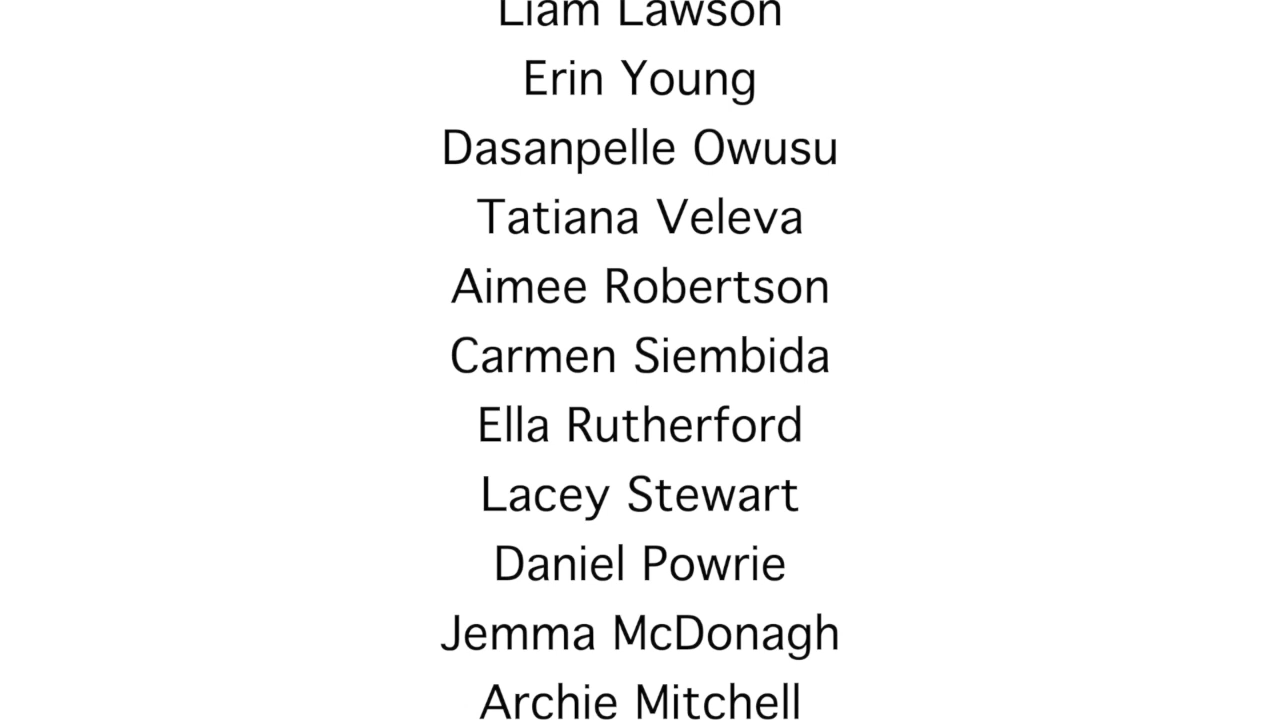 Liam Lawson
Erin Young
Dasanpelle Owusu
Tatiana Veleva
Aimee Robertson
Carmen Siembida
Ella Rutherford
Lacey Stewart
Daniel Powrie
Jemma McDonagh
Archie Mitchell